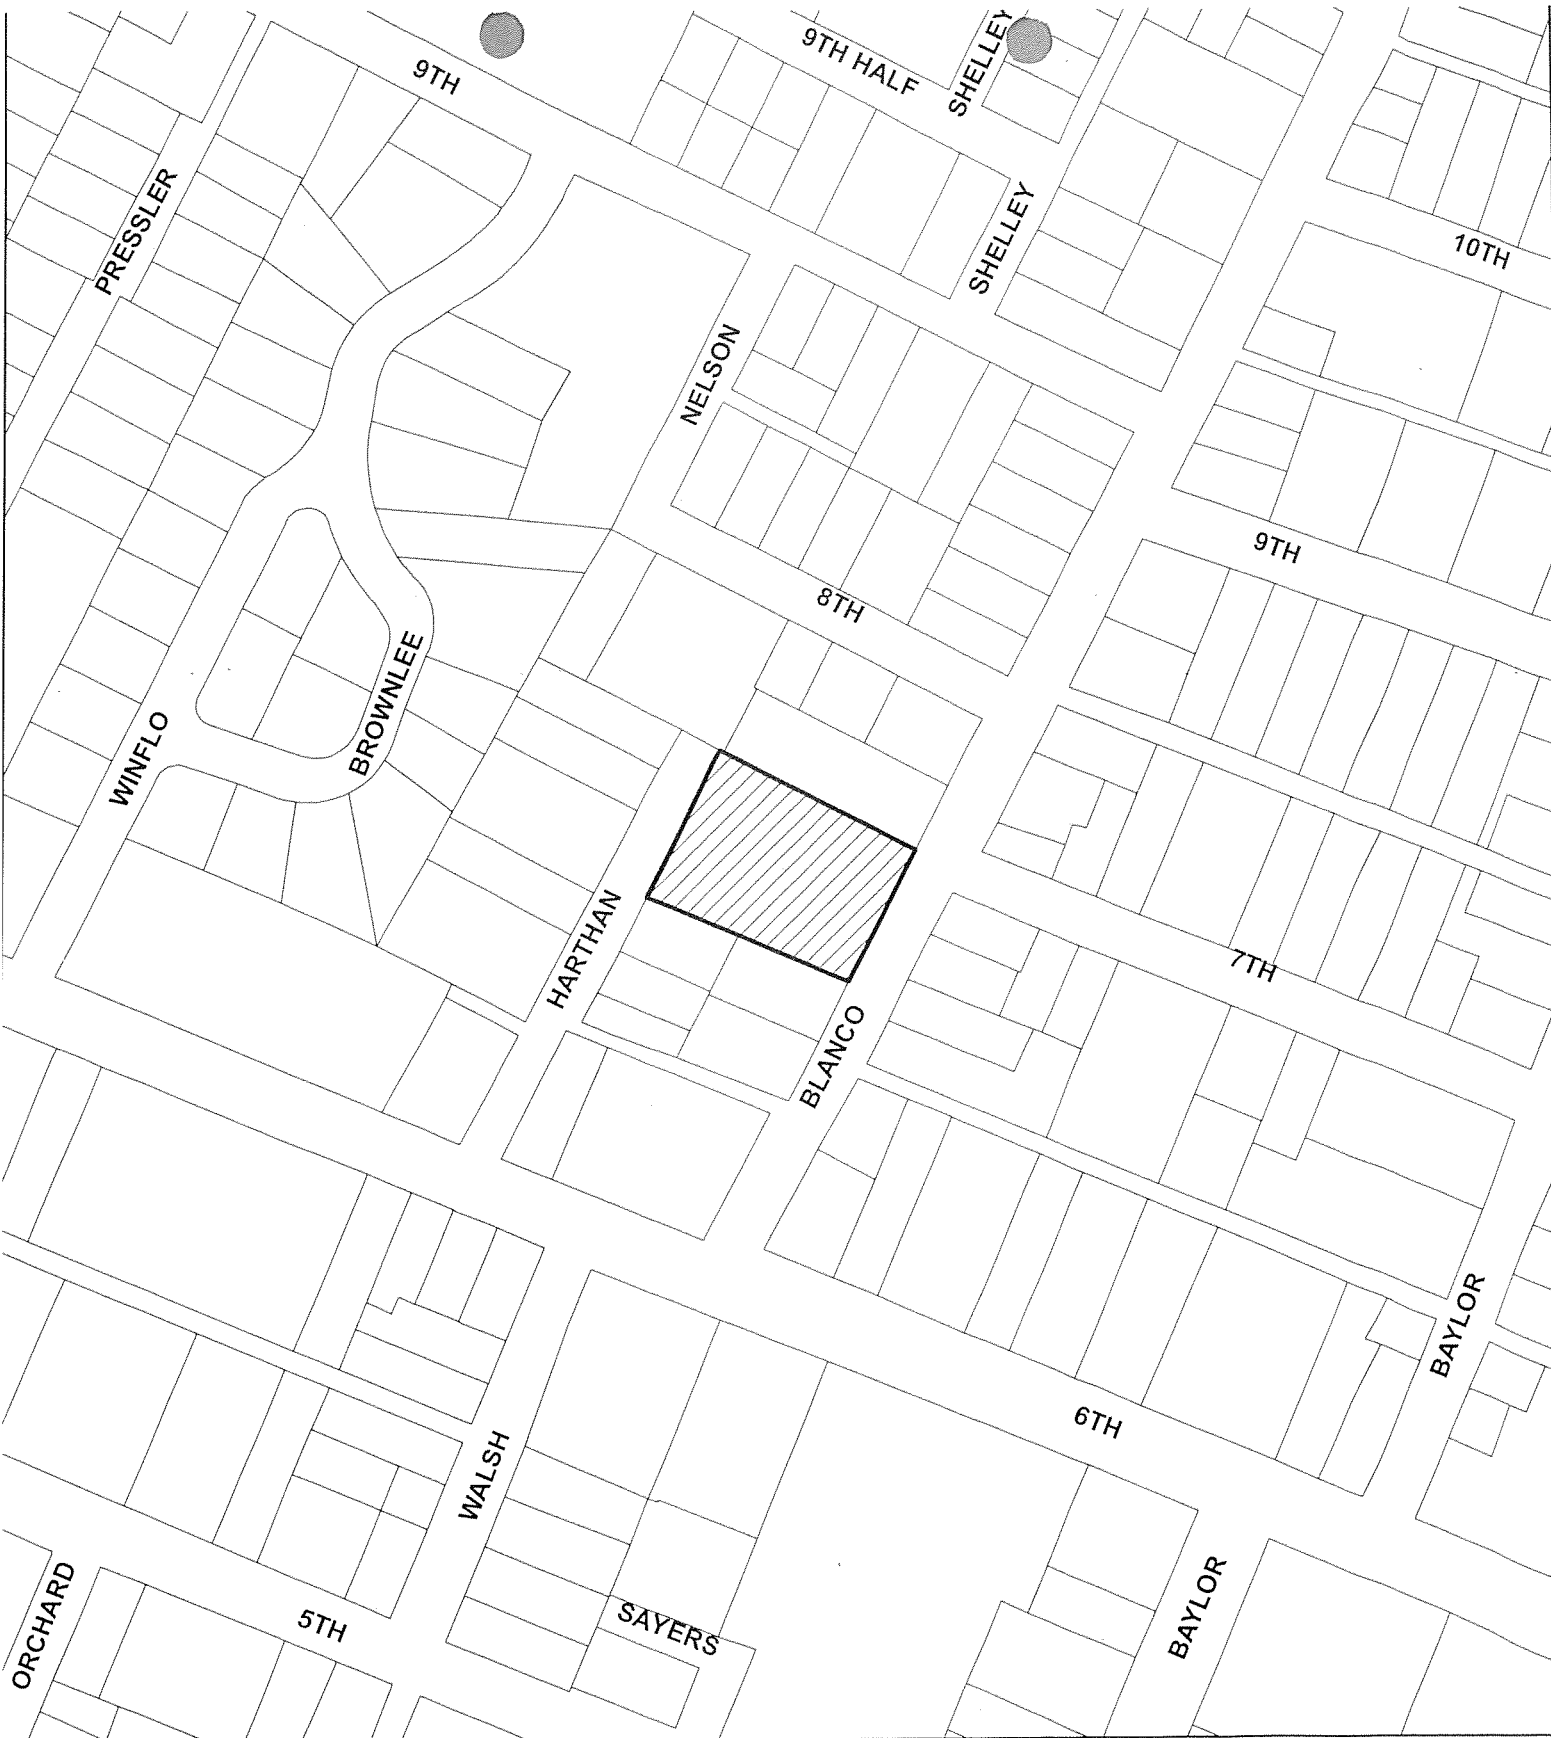 9TH
9TH HALF
SHELLEY
PRESSLER
SHELLEY
10TH
NELSON
9TH
8TH
BROWNLEE
WINFLO
HARTHAN
7TH
BLANCO
BAYLOR
6TH
WALSH
ORCHARD
5TH
SAYERS
BAYLOR